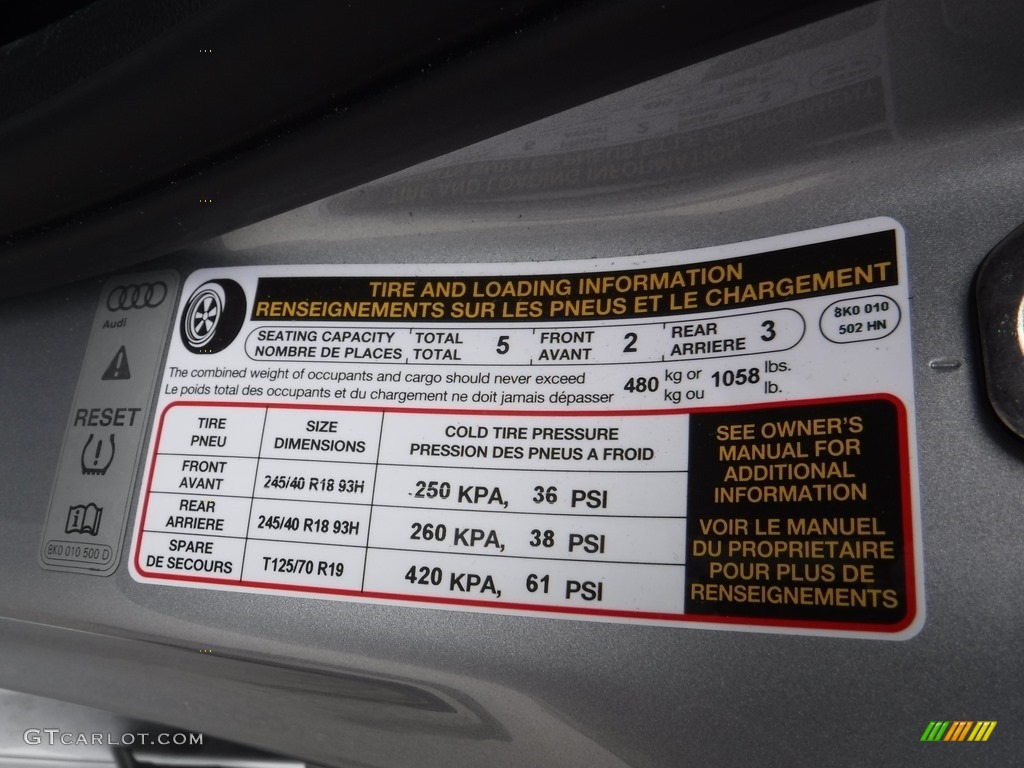 Audi
RESET
8K0 010 500 D
TIRE AND LOADING INFORMATION
RENSEIGNEMENTS SUR LES PNEUS ET LE CHARGEMENT
SEATING CAPACITY TOTAL 5 FRONT 2 REAR 3
NOMBRE DE PLACES TOTAL AVANT ARRIERE
8K0 010
502 HN
The combined weight of occupants and cargo should never exceed 480 kg or 1058 lbs.
Le poids total des occupants et du chargement ne doit jamais dépasser kg ou lb.
TIRE SIZE COLD TIRE PRESSURE
PNEU DIMENSIONS PRESSION DES PNEUS A FROID
FRONT
AVANT 245/40 R18 93H 250 KPA, 36 PSI
REAR
ARRIERE 245/40 R18 93H 260 KPA, 38 PSI
SPARE
DE SECOURS T125/70 R19 420 KPA, 61 PSI
SEE OWNER'S
MANUAL FOR
ADDITIONAL
INFORMATION
VOIR LE MANUEL
DU PROPRIETAIRE
POUR PLUS DE
RENSEIGNEMENTS
GTCARLOT.COM